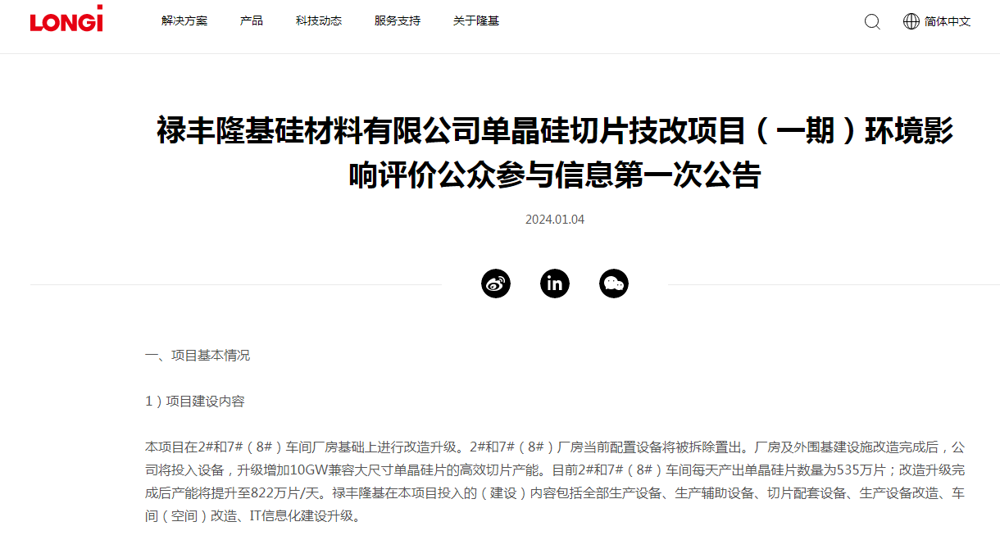 LONGi
解决方案 产品 科技动态 服务支持 关于隆基 简体中文
禄丰隆基硅材料有限公司单晶硅切片技改项目（一期）环境影
响评价公众参与信息第一次公告
2024.01.04
in
一、项目基本情况
1）项目建设内容
本项目在2#和7#（8#）车间厂房基础上进行改造升级。2#和7#（8#）厂房当前配置设备将被拆除置出。厂房及外围基建设施改造完成后，公
司将投入设备，升级增加10GW兼容大尺寸单晶硅片的高效切片产能。目前2#和7#（8#）车间每天产出单晶硅片数量为535万片；改造升级完
成后产能将提升至822万片/天。禄丰隆基在本项目投入的（建设）内容包括全部生产设备、生产辅助设备、切片配套设备、生产设备改造、车
间（空间）改造、IT信息化建设升级。